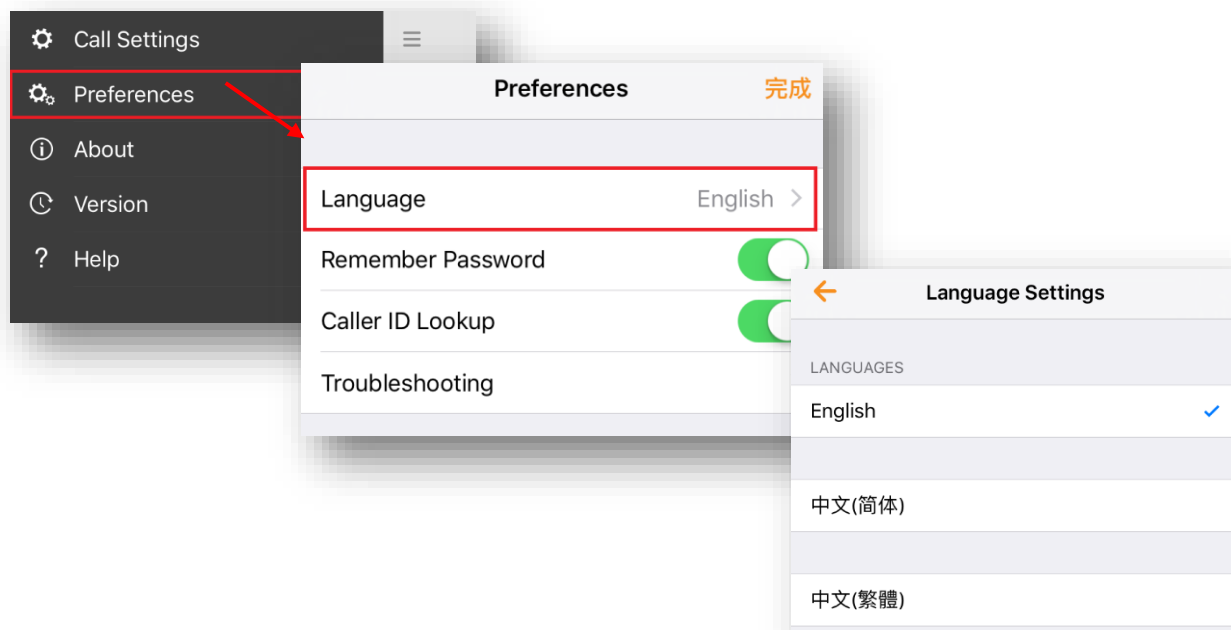 Call Settings
Preferences
About
Version
? Help
Preferences 完成
Language English
Remember Password
Caller ID Lookup
Troubleshooting
Language Settings
LANGUAGES
English
中文(简体)
中文(繁體)